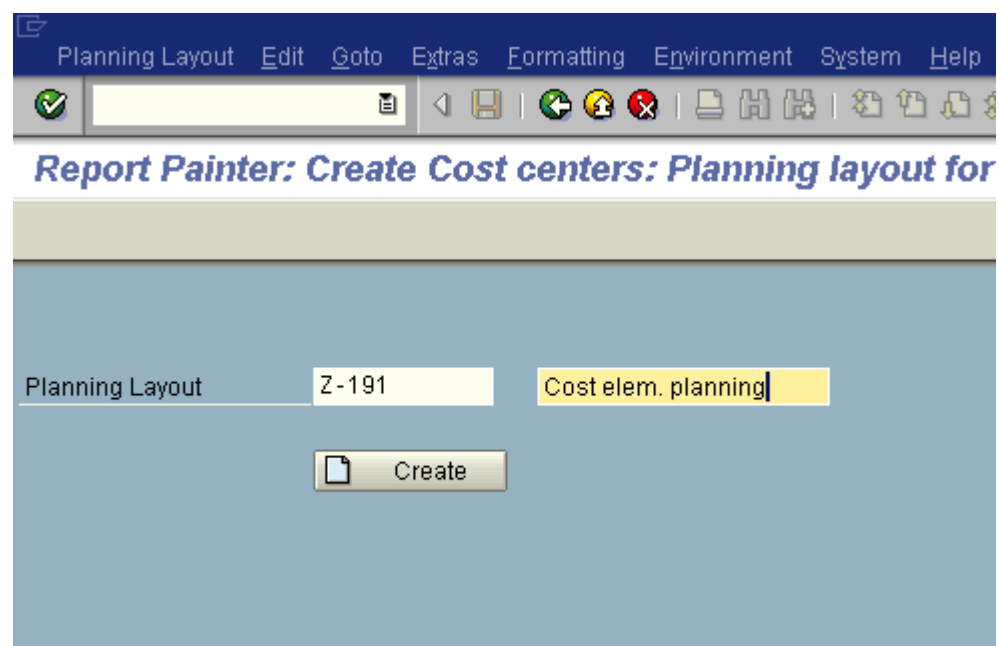 Planning Layout Edit Goto Extras Formatting Environment System Help
Report Painter: Create Cost centers: Planning layout for
Planning Layout Z-191 Cost elem. planning
Create